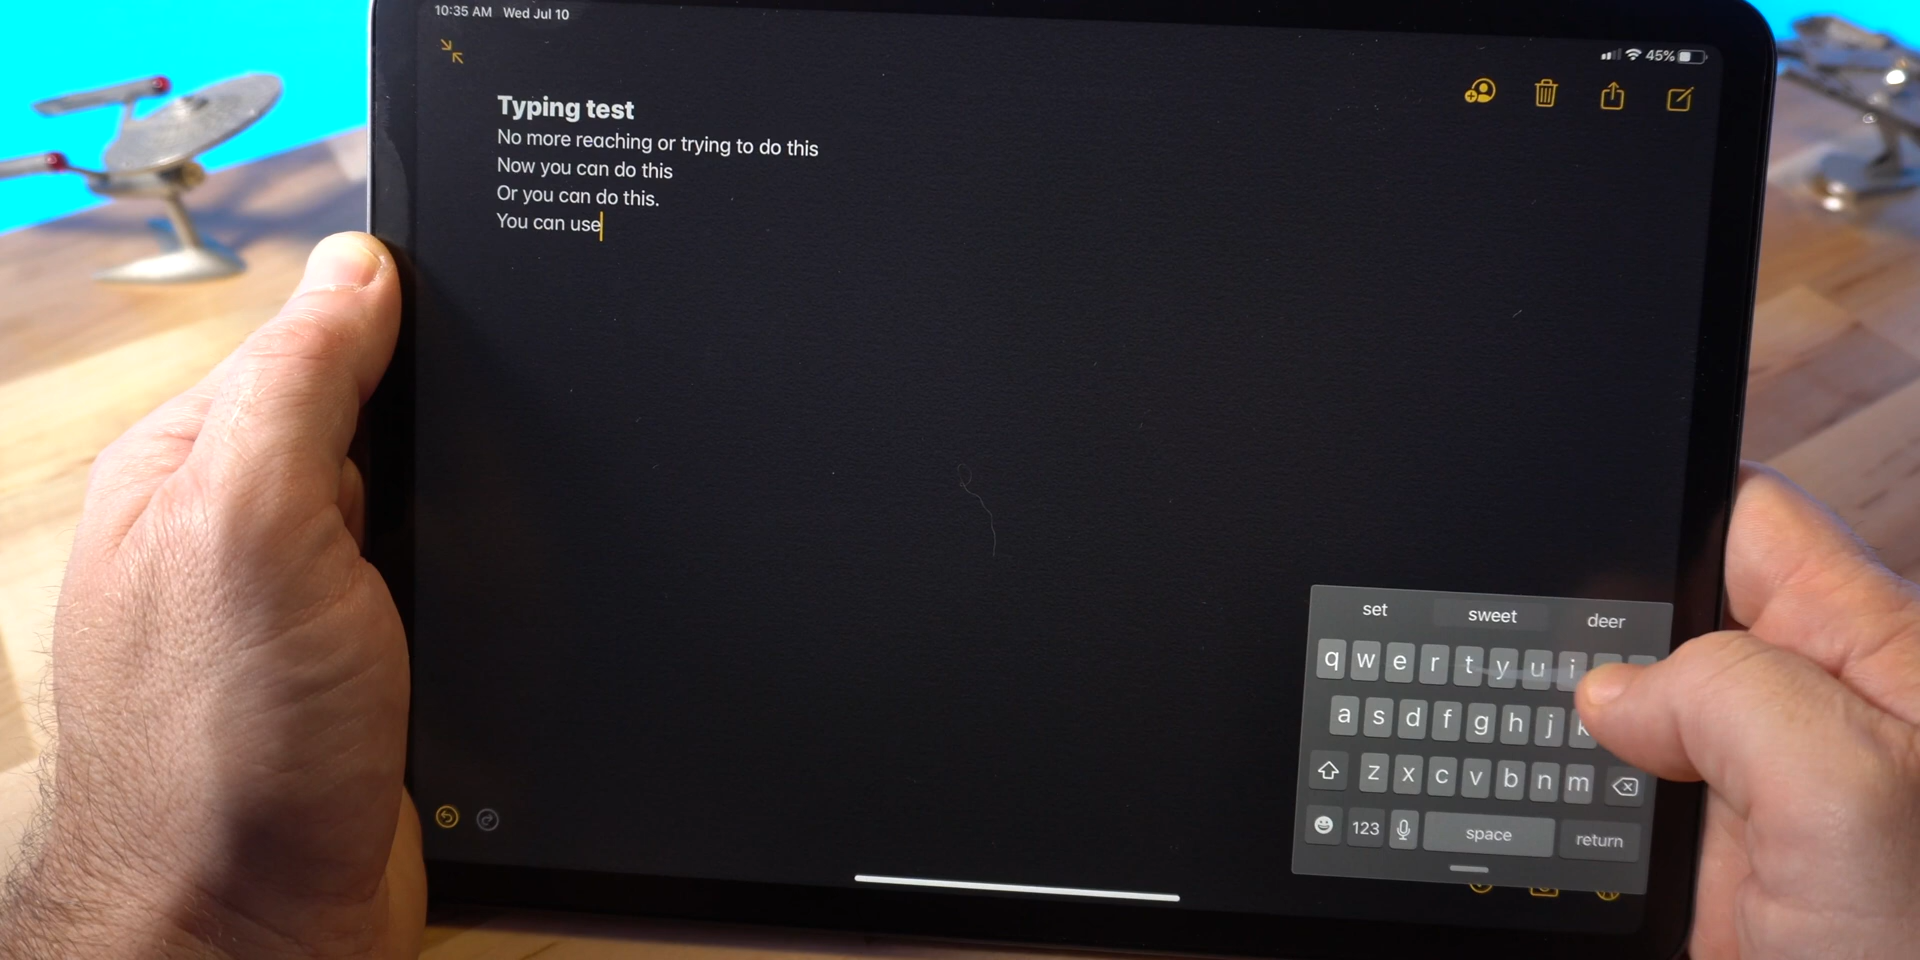 10:35 AM Wed Jul 10
45%
Typing test
No more reaching or trying to do this
Now you can do this
Or you can do this.
You can use
set sweet deer
q w e r t y u i
a s d f g h j k
z x c v b n m
123 space return